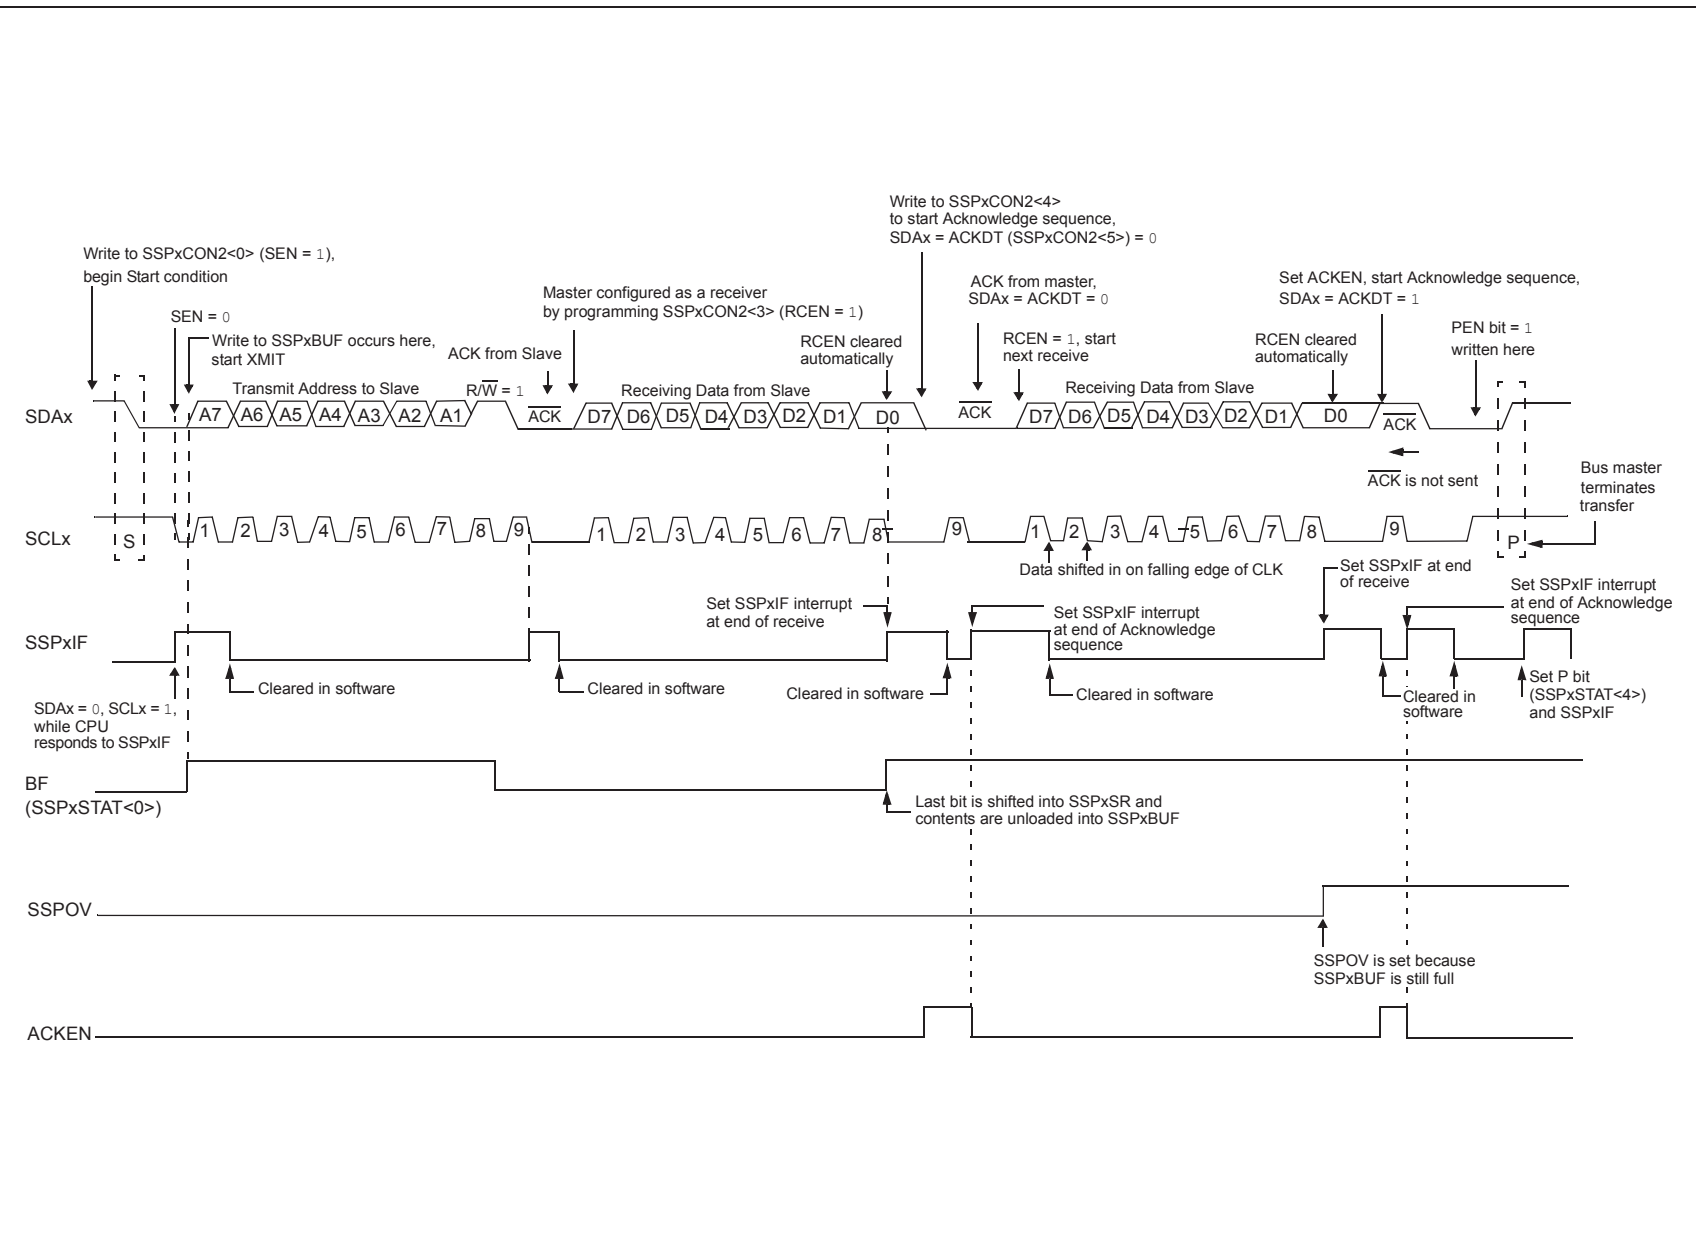 Write to SSPxCON2<4>
to start Acknowledge sequence,
SDAx = ACKDT (SSPxCON2<5>) = 0
Write to SSPxCON2<0> (SEN = 1),
begin Start condition
ACK from master,
SDAx = ACKDT = 0
Set ACKEN, start Acknowledge sequence,
SDAx = ACKDT = 1
Master configured as a receiver
by programming SSPxCON2<3> (RCEN = 1)
SEN = 0
Write to SSPxBUF occurs here,
start XMIT
RCEN cleared
automatically
RCEN = 1, start
next receive
RCEN cleared
automatically
PEN bit = 1
written here
ACK from Slave
Transmit Address to Slave
R/W = 1
Receiving Data from Slave
Receiving Data from Slave
SDAx
A7 A6 A5 A4 A3 A2 A1 ACK D7 D6 D5 D4 D3 D2 D1 D0 ACK D7 D6 D5 D4 D3 D2 D1 D0 ACK
ACK is not sent
Bus master
terminates
transfer
SCLx
S 1 2 3 4 5 6 7 8 9 1 2 3 4 5 6 7 8 9 1 2 3 4 5 6 7 8 9 P
Data shifted in on falling edge of CLK
Set SSPxIF at end
of receive
Set SSPxIF interrupt
at end of receive
Set SSPxIF interrupt
at end of Acknowledge
sequence
Set SSPxIF interrupt
at end of Acknowledge
sequence
SSPxIF
Cleared in software
Cleared in software
Cleared in software
Cleared in software
Cleared in
software
Set P bit
(SSPxSTAT<4>)
and SSPxIF
SDAx = 0, SCLx = 1,
while CPU
responds to SSPxIF
BF
(SSPxSTAT<0>)
Last bit is shifted into SSPxSR and
contents are unloaded into SSPxBUF
SSPOV
SSPOV is set because
SSPxBUF is still full
ACKEN